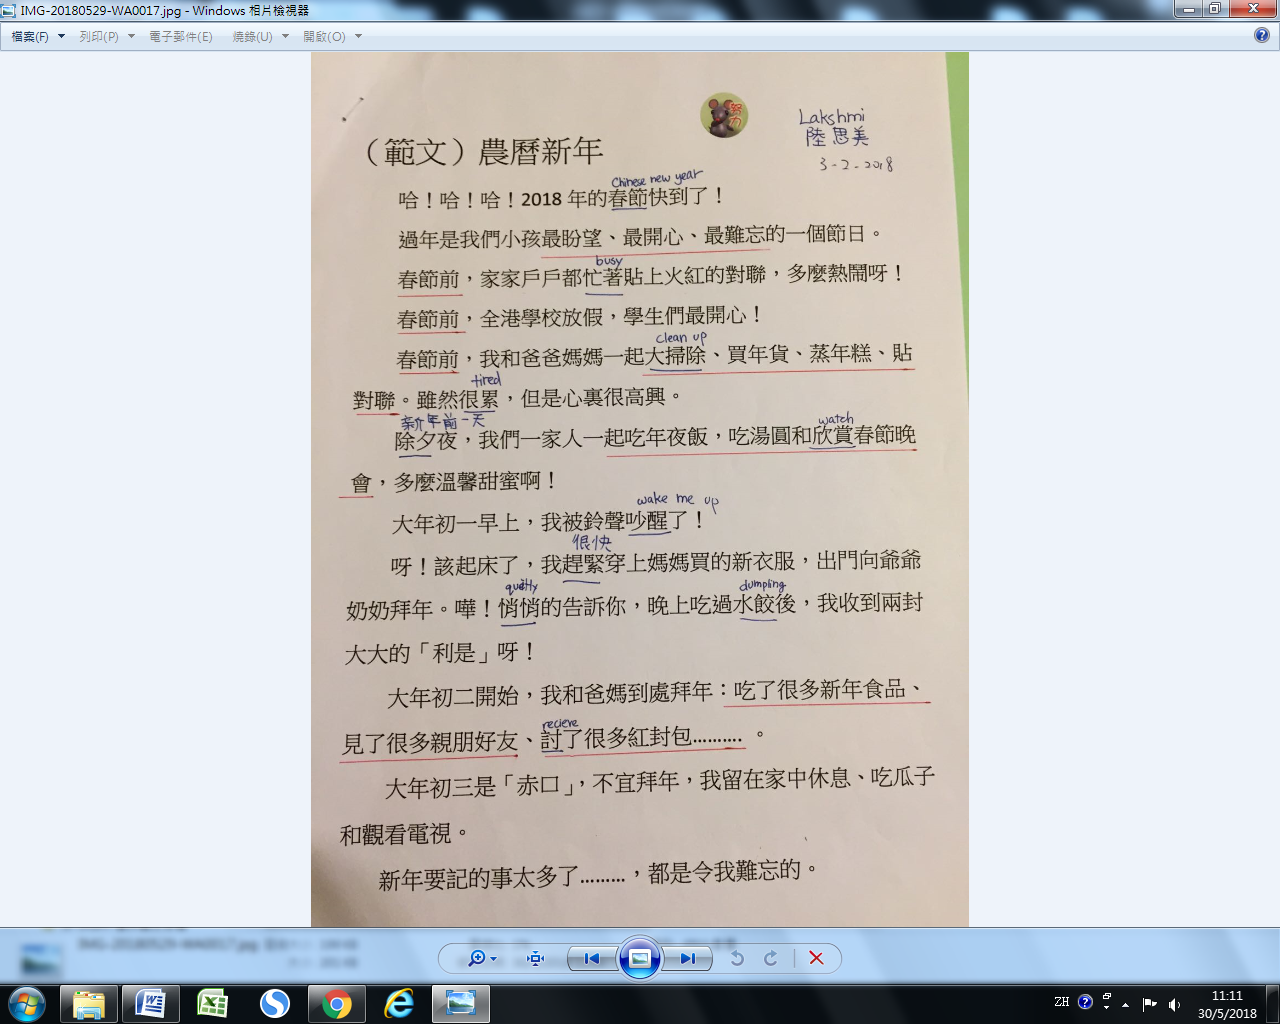 IMG-20180529-WA0017.jpg - Windows 相片檢視器
檔案(F) 列印(P) 電子郵件(E) 燒錄(U) 開啟(O)
努力
Lakshmi
陸思美
3-2-2018
（範文）農曆新年
Chinese new year
哈！哈！哈！2018 年的春節快到了！
過年是我們小孩最盼望、最開心、最難忘的一個節日。
busy
春節前，家家戶戶都忙著貼上火紅的對聯，多麼熱鬧呀！
春節前，全港學校放假，學生們最開心！
clean up
春節前，我和爸爸媽媽一起大掃除、買年貨、蒸年糕、貼
tired
對聯。雖然很累，但是心裏很高興。
新年前一天 watch
除夕夜，我們一家人一起吃年夜飯，吃湯圓和欣賞春節晚
會，多麼溫馨甜蜜啊！
wake me up
大年初一早上，我被鈴聲吵醒了！
很快
呀！該起床了，我趕緊穿上媽媽買的新衣服，出門向爺爺
quietly dumpling
奶奶拜年。嘩！悄悄的告訴你，晚上吃過水餃後，我收到兩封
大大的「利是」呀！
大年初二開始，我和爸媽到處拜年：吃了很多新年食品、
recieve
見了很多親朋好友、討了很多紅封包.......... 。
大年初三是「赤口」，不宜拜年，我留在家中休息、吃瓜子
和觀看電視。
新年要記的事太多了.........，都是令我難忘的。
ZH
11:11
30/5/2018